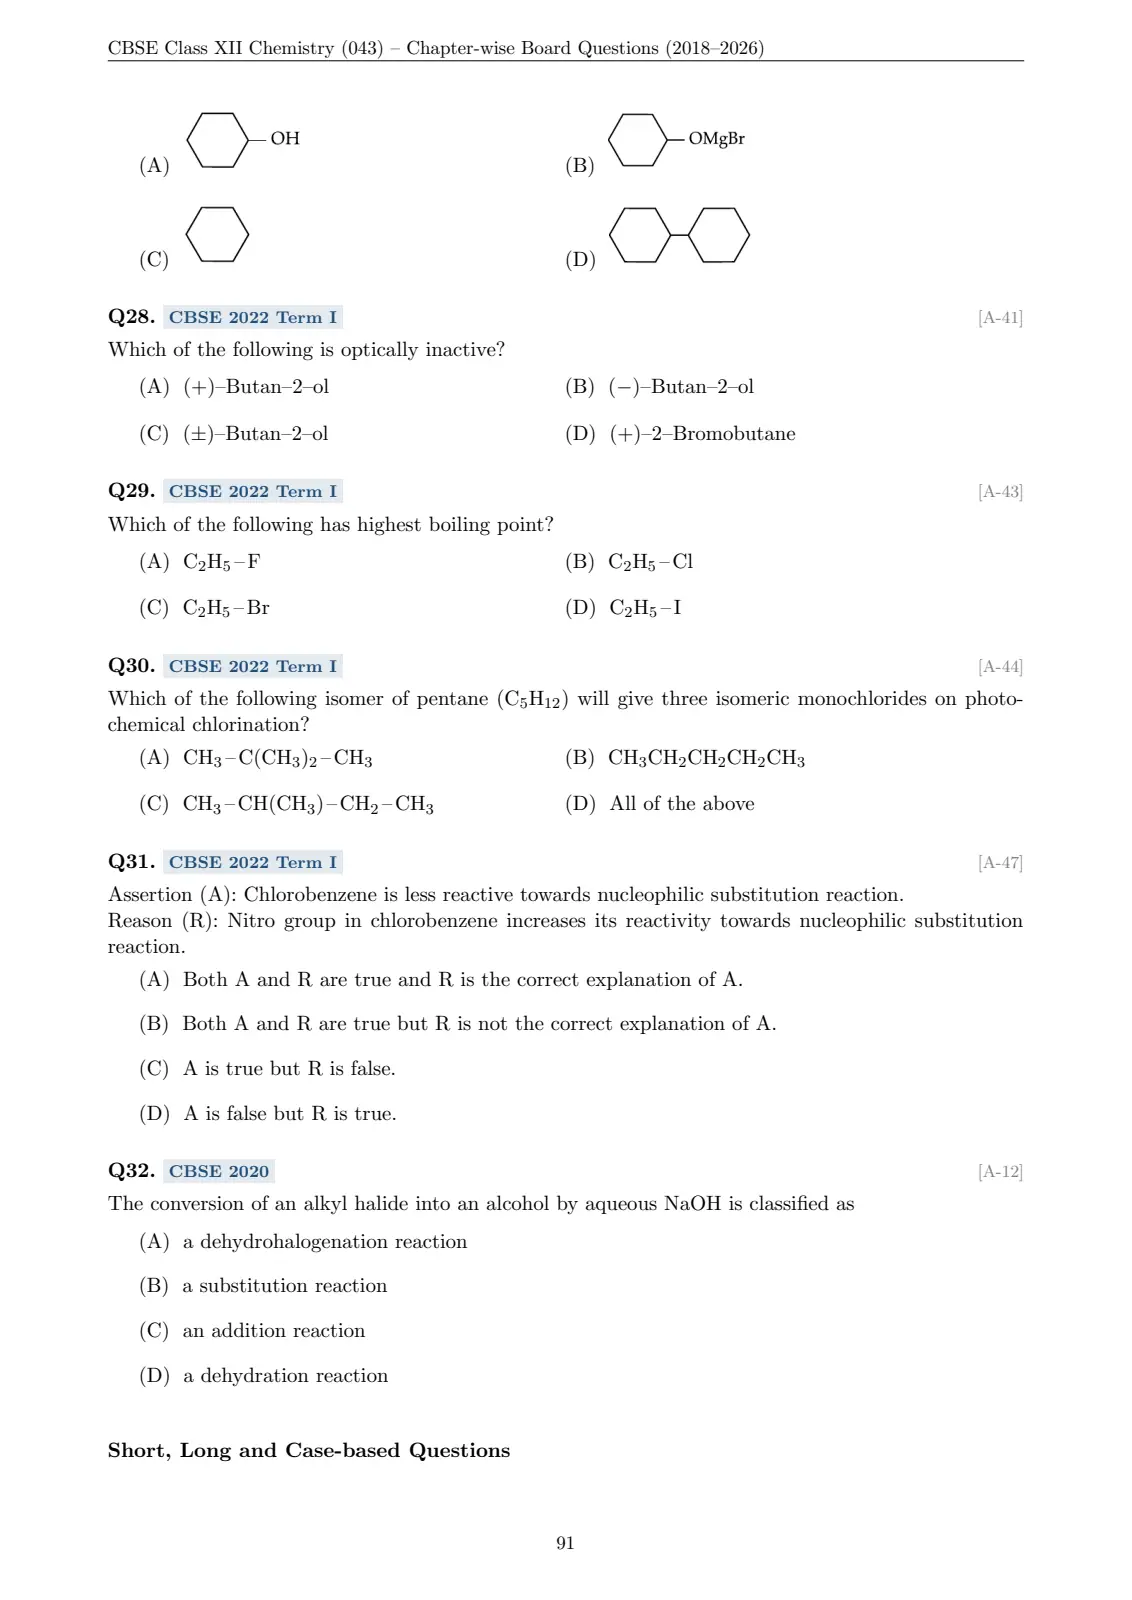 CBSE Class XII Chemistry (043) – Chapter-wise Board Questions (2018–2026)
(A) OH
(B) OMgBr
(C)
(D)
Q28. CBSE 2022 Term I [A-41]
Which of the following is optically inactive?
(A) (+)–Butan–2–ol
(B) (−)–Butan–2–ol
(C) (±)–Butan–2–ol
(D) (+)–2–Bromobutane
Q29. CBSE 2022 Term I [A-43]
Which of the following has highest boiling point?
(A) C₂H₅–F
(B) C₂H₅–Cl
(C) C₂H₅–Br
(D) C₂H₅–I
Q30. CBSE 2022 Term I [A-44]
Which of the following isomer of pentane (C₅H₁₂) will give three isomeric monochlorides on photo-
chemical chlorination?
(A) CH₃–C(CH₃)₂–CH₃
(B) CH₃CH₂CH₂CH₂CH₃
(C) CH₃–CH(CH₃)–CH₂–CH₃
(D) All of the above
Q31. CBSE 2022 Term I [A-47]
Assertion (A): Chlorobenzene is less reactive towards nucleophilic substitution reaction.
Reason (R): Nitro group in chlorobenzene increases its reactivity towards nucleophilic substitution
reaction.
(A) Both A and R are true and R is the correct explanation of A.
(B) Both A and R are true but R is not the correct explanation of A.
(C) A is true but R is false.
(D) A is false but R is true.
Q32. CBSE 2020 [A-12]
The conversion of an alkyl halide into an alcohol by aqueous NaOH is classified as
(A) a dehydrohalogenation reaction
(B) a substitution reaction
(C) an addition reaction
(D) a dehydration reaction
Short, Long and Case-based Questions
91